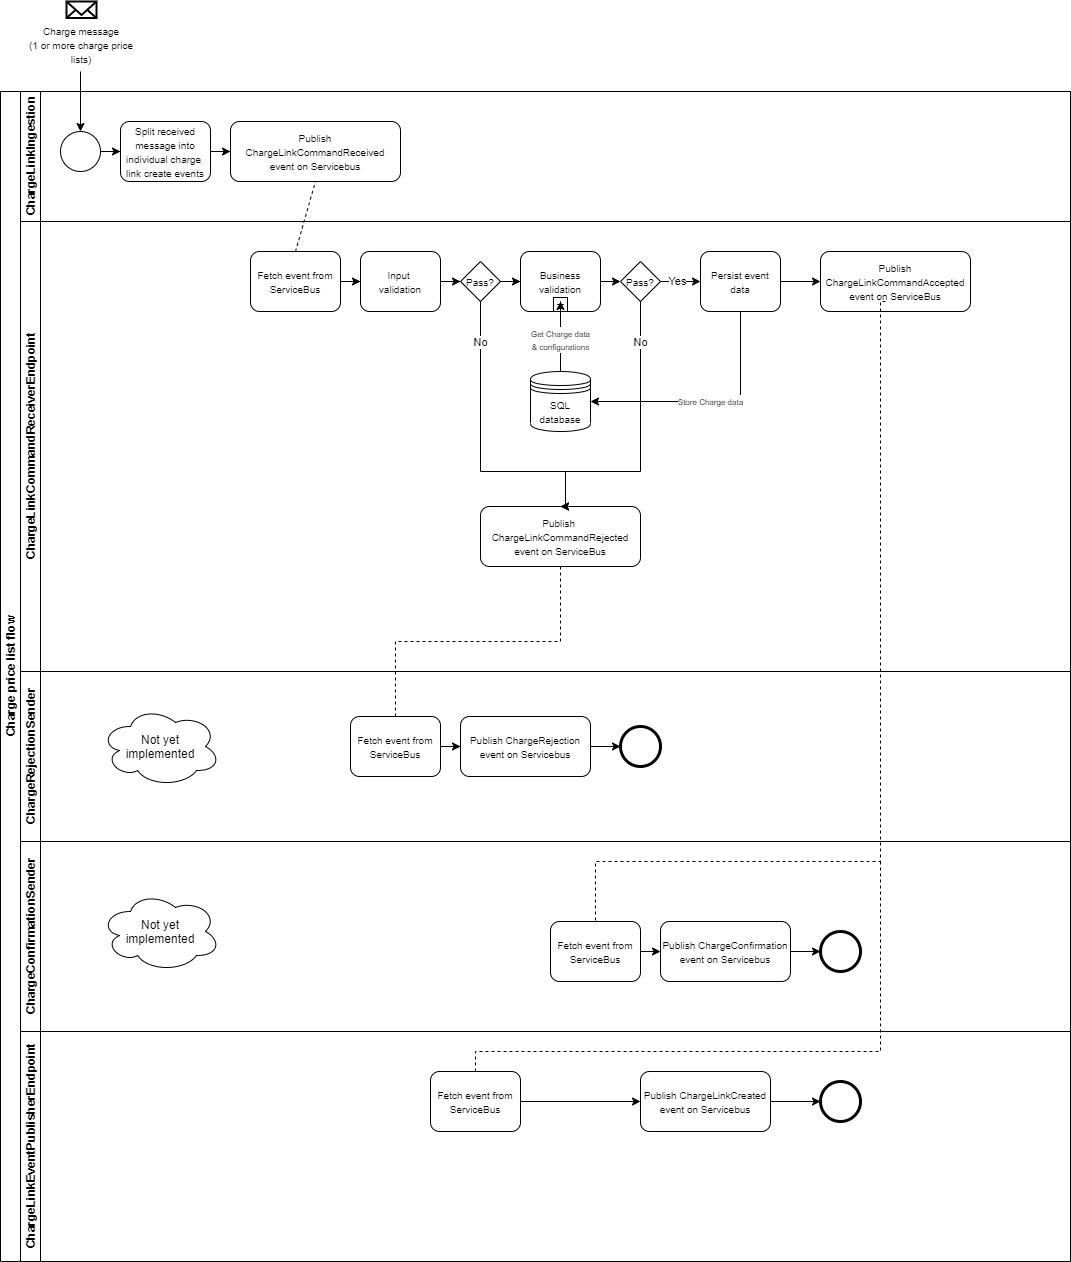 Charge message
(1 or more charge price
lists)
Charge price list flow
ChargeLinkIngestion
Split received
message into
individual charge
link create events
Publish
ChargeLinkCommandReceived
event on Servicebus
ChargeLinkCommandReceiverEndpoint
Fetch event from
ServiceBus
Input
validation
Pass?
Business
validation
Pass?
Yes
Persist event
data
Publish
ChargeLinkCommandAccepted
event on ServiceBus
No
Get Charge data
& configurations
No
SQL
database
Store Charge data
Publish
ChargeLinkCommandRejected
event on ServiceBus
ChargeRejectionSender
Not yet
implemented
Fetch event from
ServiceBus
Publish ChargeRejection
event on Servicebus
ChargeConfirmationSender
Not yet
implemented
Fetch event from
ServiceBus
Publish ChargeConfirmation
event on Servicebus
ChargeLinkEventPublisherEndpoint
Fetch event from
ServiceBus
Publish ChargeLinkCreated
event on Servicebus